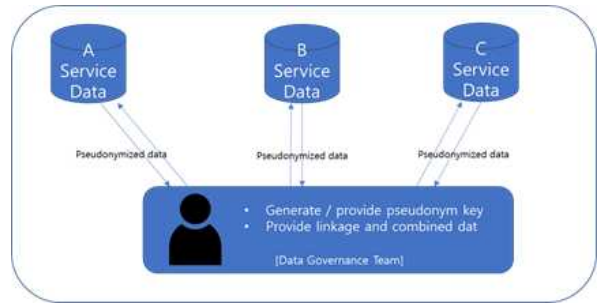 A
Service
Data
B
Service
Data
C
Service
Data
Pseudonymized data
Pseudonymized data
Pseudonymized data
• Generate / provide pseudonym key
• Provide linkage and combined dat
[Data Governance Team]